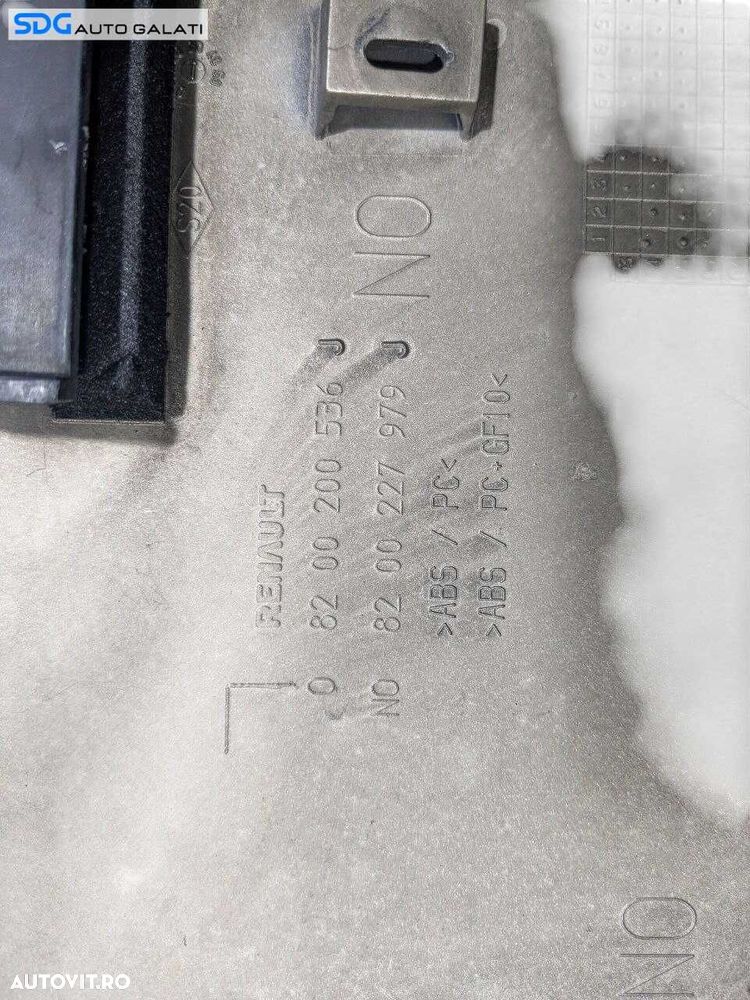 SDG AUTO GALATI
S20
NO
RENAULT
O 82 00 200 536 J
NO 82 00 227 979 J
>ABS / PC<
>ABS / PC+GF10<
NO
AUTOVIT.RO